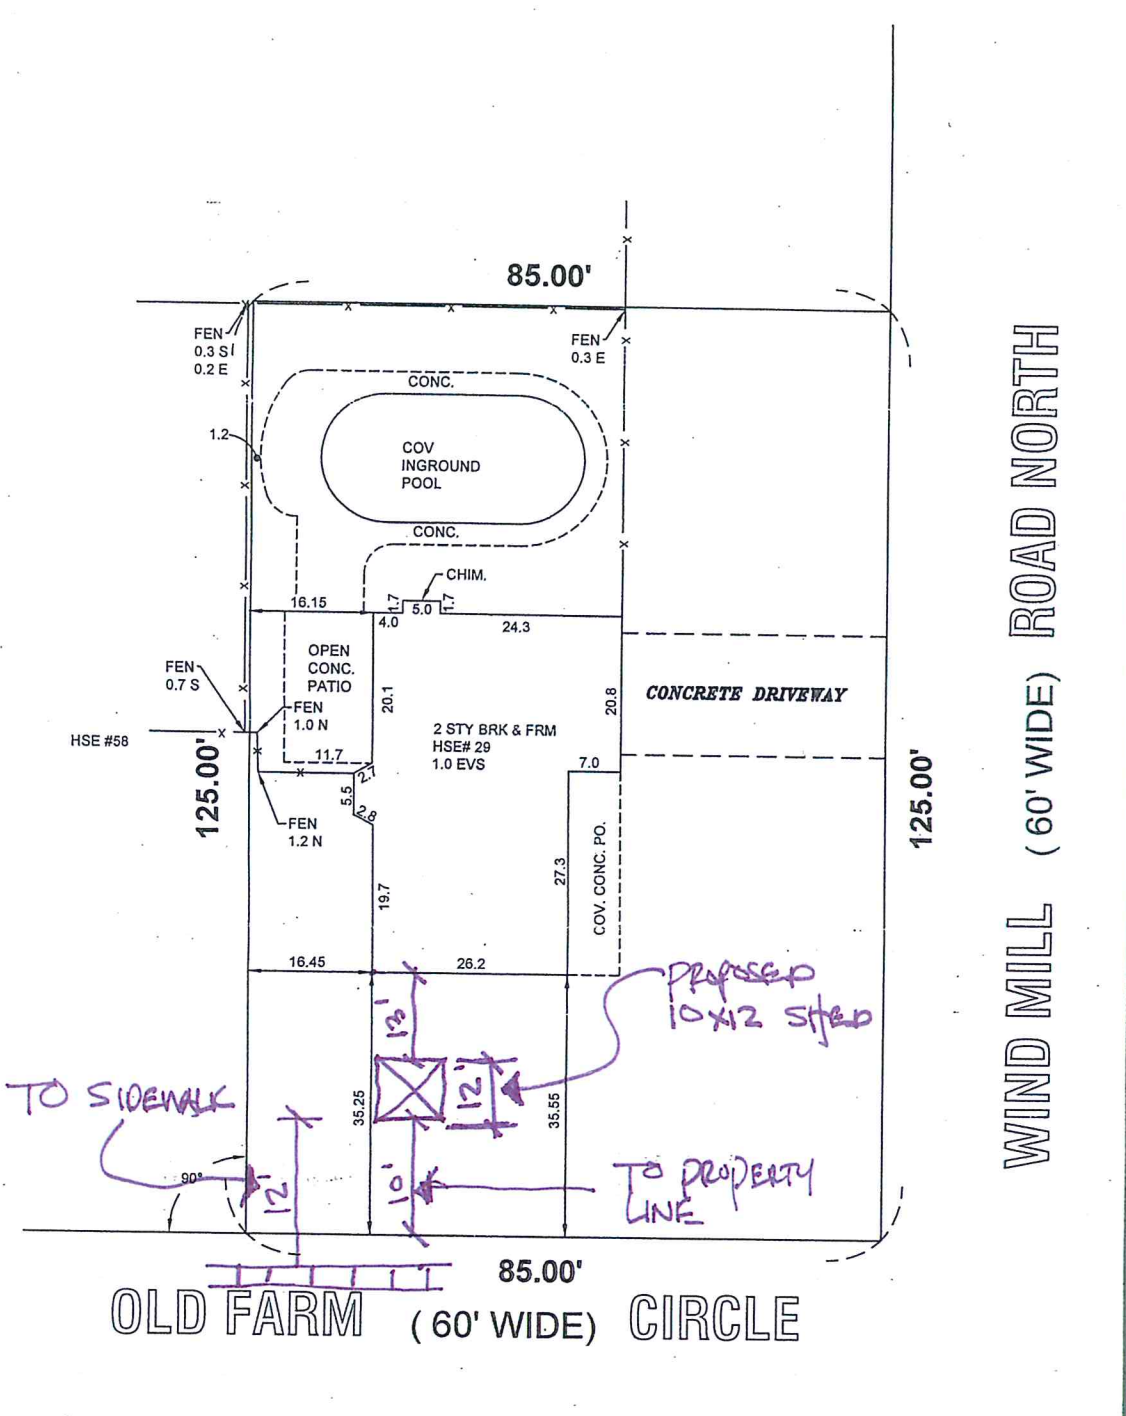 85.00'
FEN
0.3 S
0.2 E
FEN
0.3 E
CONC.
1.2
COV
INGROUND
POOL
CONC.
CHIM.
16.15
1.7
5.0
1.7
4.0
24.3
OPEN
CONC.
PATIO
FEN
0.7 S
FEN
1.0 N
20.1
20.8
CONCRETE DRIVEWAY
HSE #58
2 STY BRK & FRM
HSE# 29
1.0 EVS
11.7
2.7
7.0
5.5
2.8
125.00'
125.00'
FEN
1.2 N
19.7
27.3
COV. CONC. PO.
16.45
26.2
PROPOSED
10X12 SHED
13'
12'
35.25
35.55
TO SIDEWALK
90°
12'
10'
TO PROPERTY
LINE
85.00'
OLD FARM (60' WIDE) CIRCLE
WIND MILL (60' WIDE) ROAD NORTH